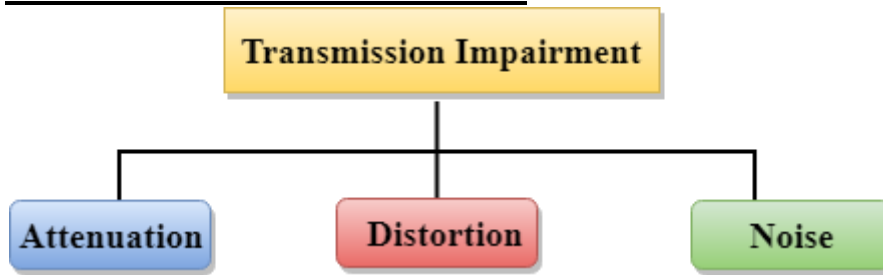 Transmission Impairment
Attenuation
Distortion
Noise